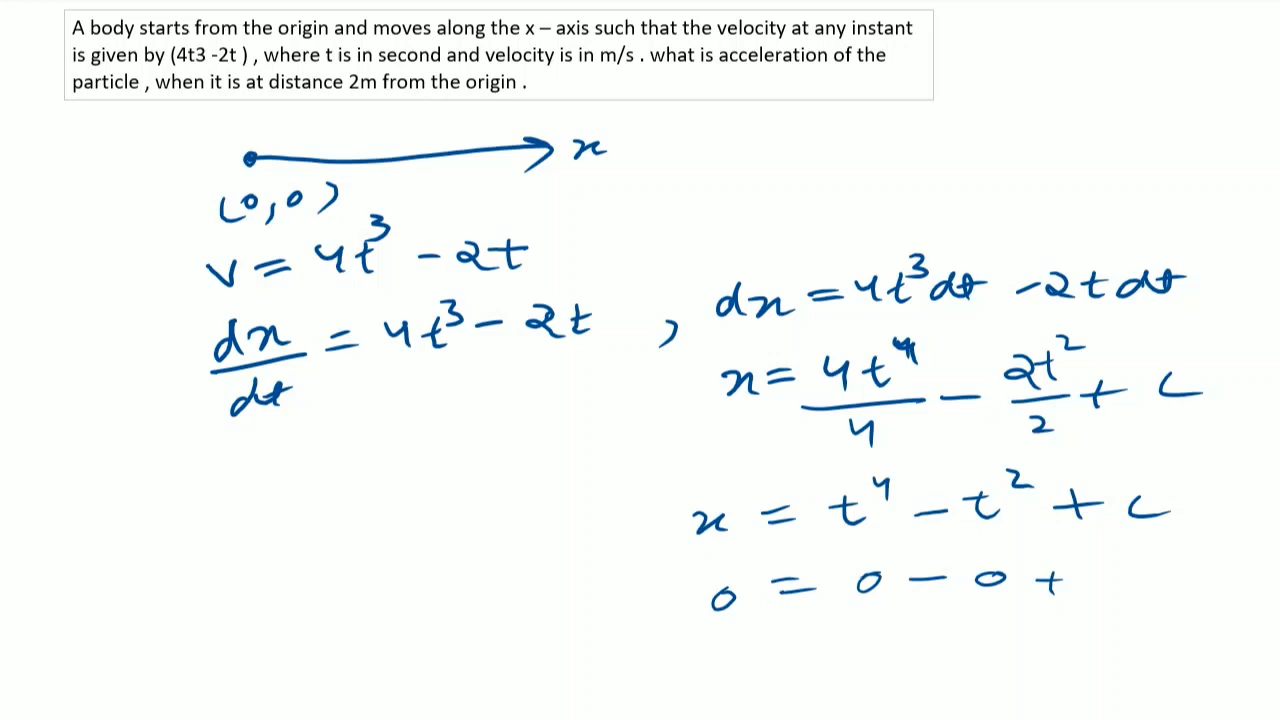 A body starts from the origin and moves along the x – axis such that the velocity at any instant
is given by (4t3 -2t ) , where t is in second and velocity is in m/s . what is acceleration of the
particle , when it is at distance 2m from the origin .
x
(0,0)
v = 4t³ - 2t
dx/dt = 4t³ - 2t , dx = 4t³dt - 2t dt
x = 4t⁴/4 - 2t²/2 + c
x = t⁴ - t² + c
0 = 0 - 0 +